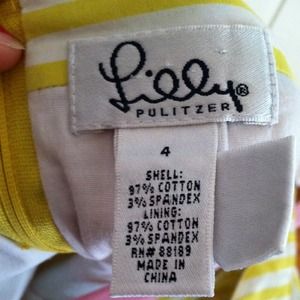 Lilly®
PULITZER
4
SHELL:
97% COTTON
3% SPANDEX
LINING:
97% COTTON
3% SPANDEX
RN# 88189
MADE IN
CHINA